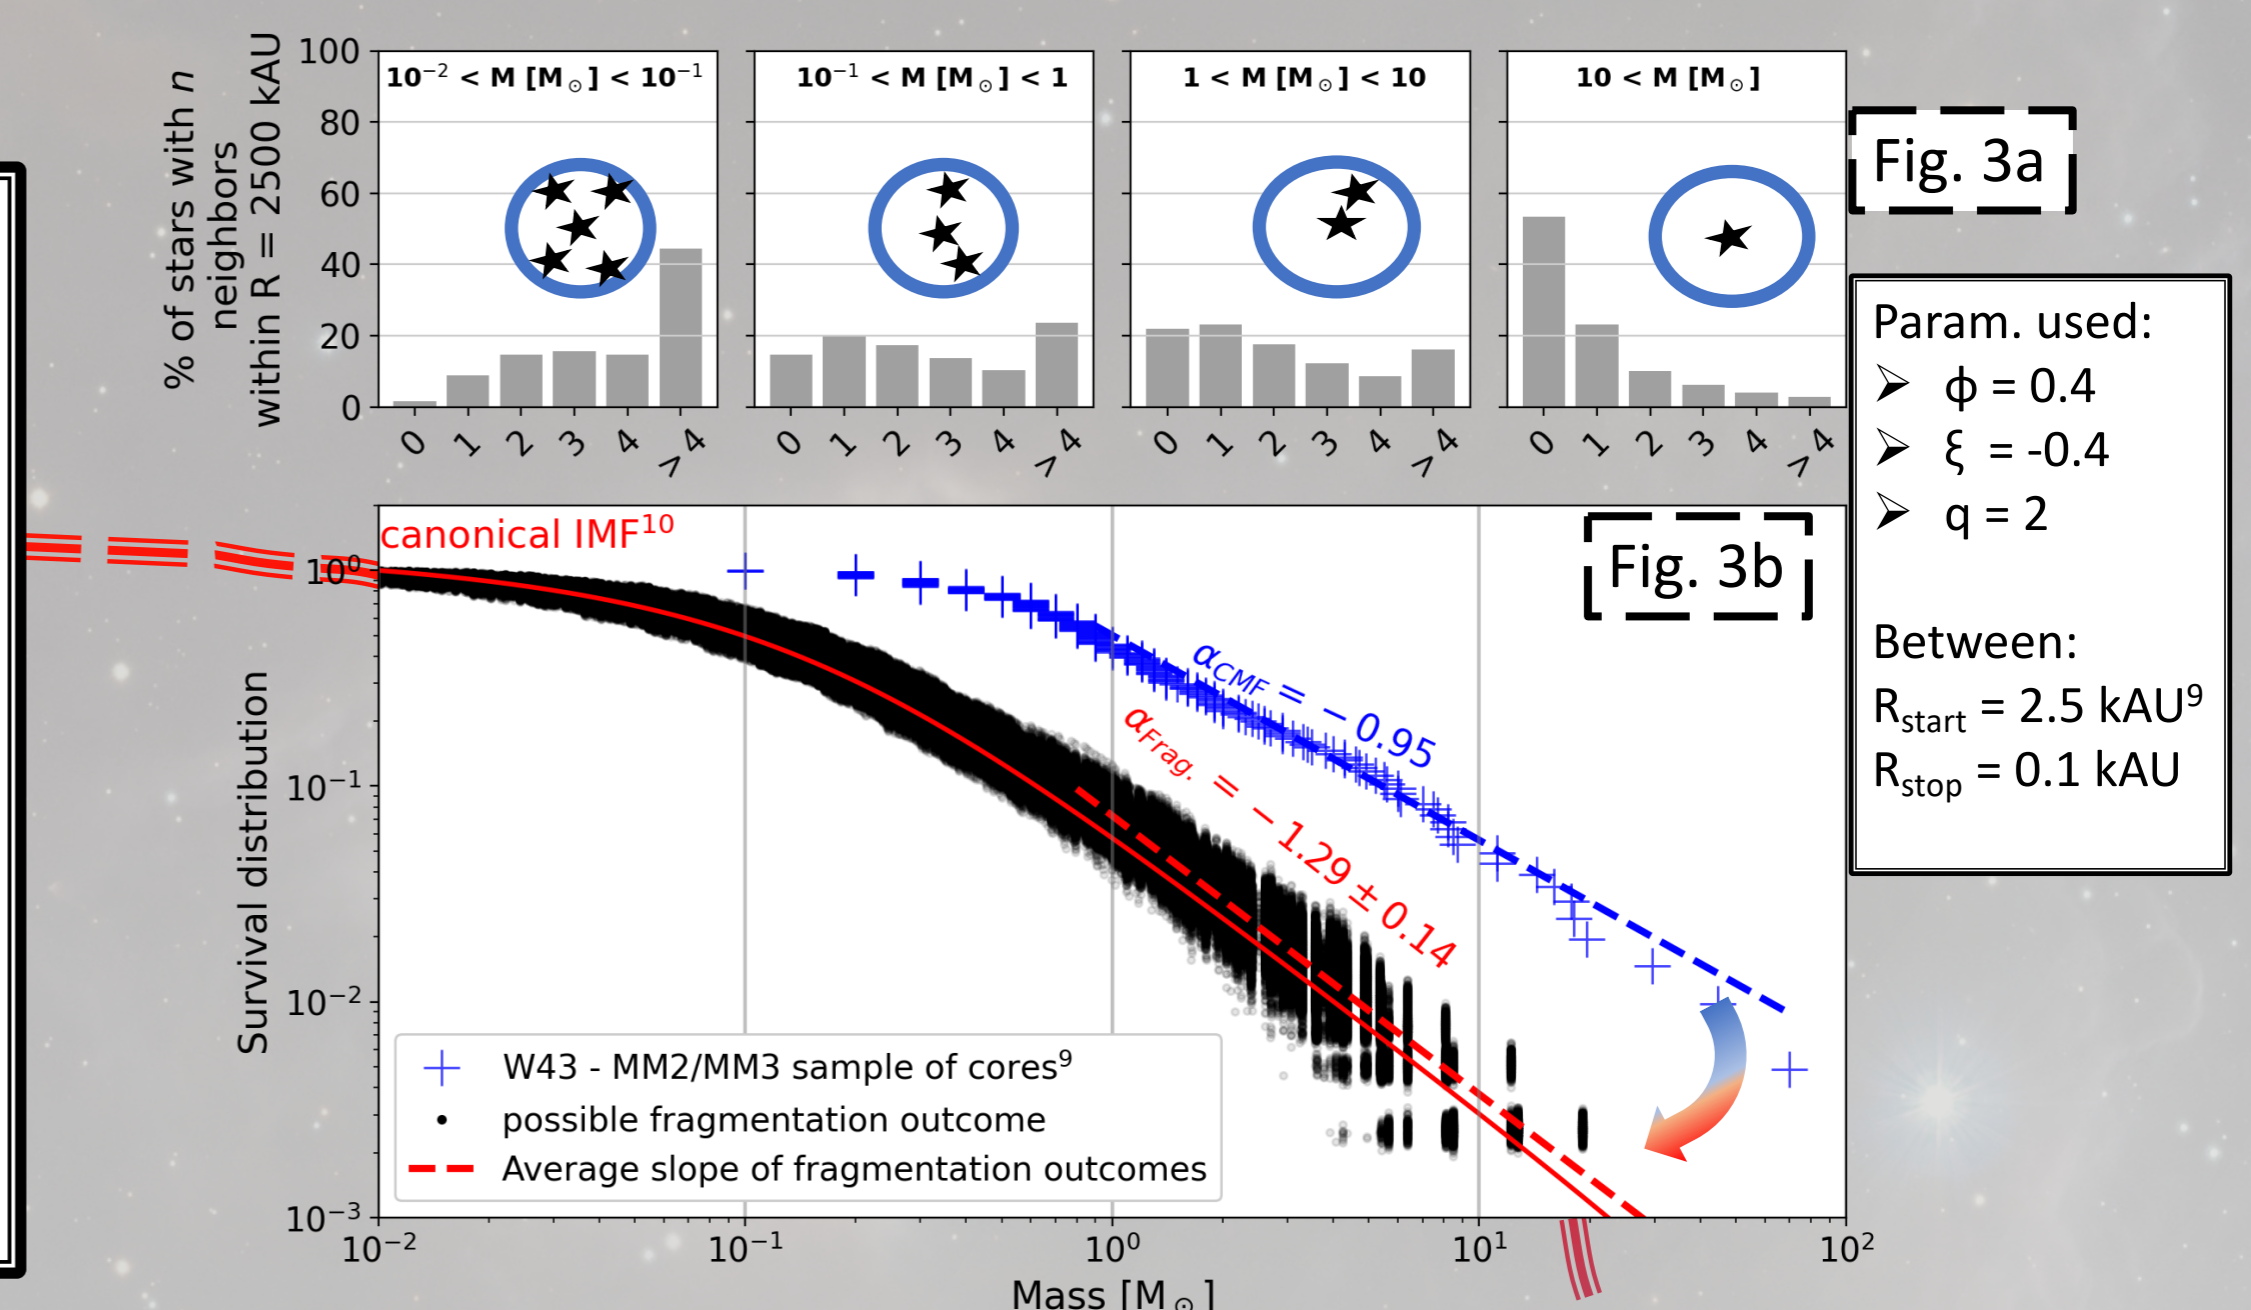 % of stars with n
neighbors
within R = 2500 kAU
100
80
60
40
20
0
10⁻² < M [M⊙] < 10⁻¹
10⁻¹ < M [M⊙] < 1
1 < M [M⊙] < 10
10 < M [M⊙]
0 1 2 3 4 >4
0 1 2 3 4 >4
0 1 2 3 4 >4
0 1 2 3 4 >4
Fig. 3a
Param. used:
➢ ϕ = 0.4
➢ ξ = -0.4
➢ q = 2
Between:
R_start = 2.5 kAU⁹
R_stop = 0.1 kAU
canonical IMF¹⁰
Fig. 3b
Survival distribution
10⁰
10⁻¹
10⁻²
10⁻³
α_CMF = −0.95
α_Frag. = −1.29 ± 0.14
W43 - MM2/MM3 sample of cores⁹
possible fragmentation outcome
Average slope of fragmentation outcomes
10⁻² 10⁻¹ 10⁰ 10¹ 10²
Mass [M⊙]